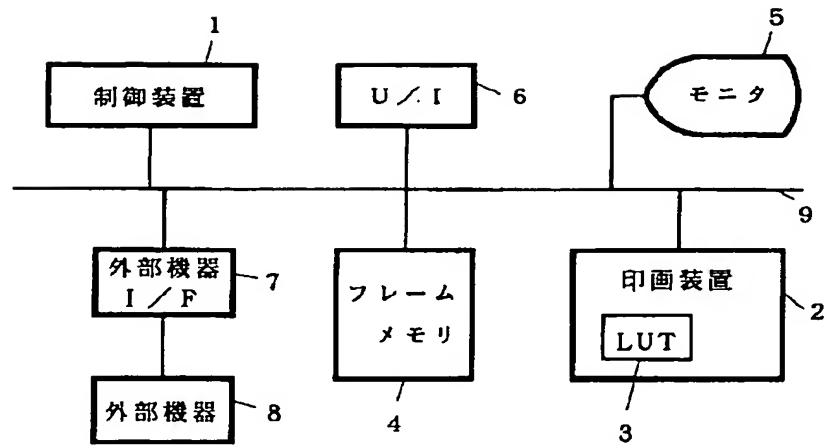 1
制御装置
U/I
6
5
モニタ
9
外部機器
I/F
7
フレーム
メモリ
4
印画装置
2
LUT
3
外部機器
8